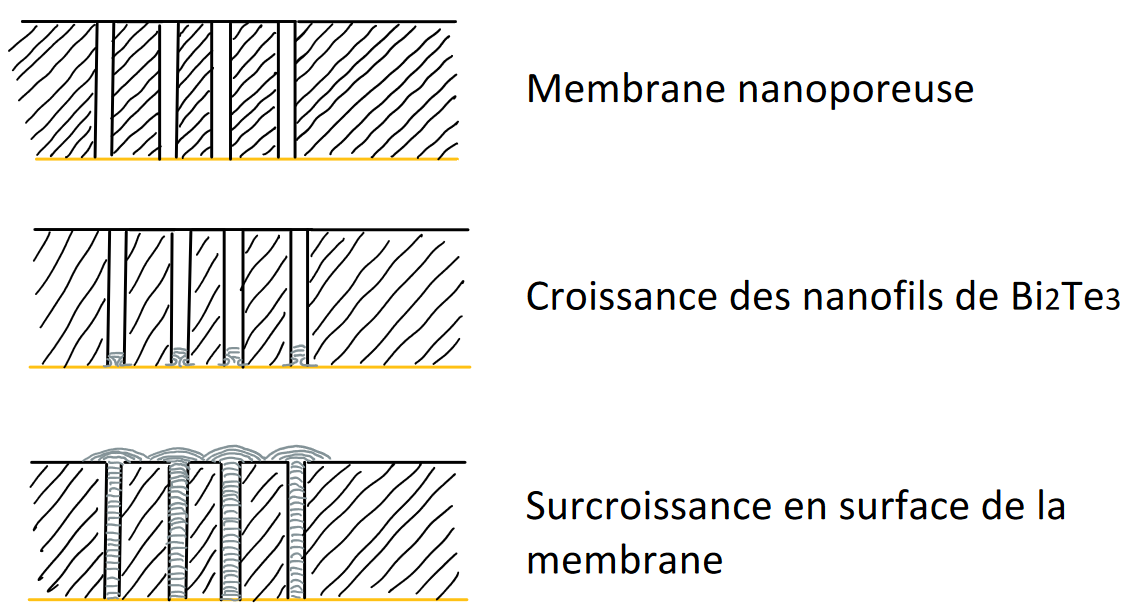 Membrane nanoporeuse
Croissance des nanofils de Bi2Te3
Surcroissance en surface de la
membrane